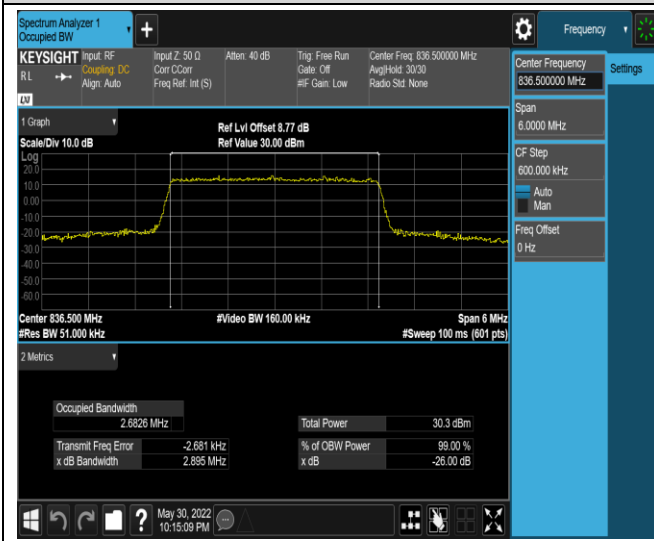 Spectrum Analyzer 1
Occupied BW
+
Frequency
KEYSIGHT
RL
LXI
Input: RF
Coupling: DC
Align: Auto
Input Z: 50 Ω
Corr CCorr
Freq Ref: Int (S)
Atten: 40 dB
Trig: Free Run
Gate: Off
#IF Gain: Low
Center Freq: 836.500000 MHz
Avg|Hold: 30/30
Radio Std: None
Center Frequency
836.500000 MHz
Settings
Span
6.0000 MHz
CF Step
600.000 kHz
Auto
Man
Freq Offset
0 Hz
1 Graph
Scale/Div 10.0 dB
Ref Lvl Offset 8.77 dB
Ref Value 30.00 dBm
Log
20.0
10.0
0.00
-10.0
-20.0
-30.0
-40.0
-50.0
-60.0
Center 836.500 MHz
#Video BW 160.00 kHz
Span 6 MHz
#Res BW 51.000 kHz
#Sweep 100 ms (601 pts)
2 Metrics
Occupied Bandwidth
2.6826 MHz
Total Power 30.3 dBm
Transmit Freq Error -2.681 kHz
% of OBW Power 99.00 %
x dB Bandwidth 2.895 MHz
x dB -26.00 dB
?
May 30, 2022
10:15:09 PM